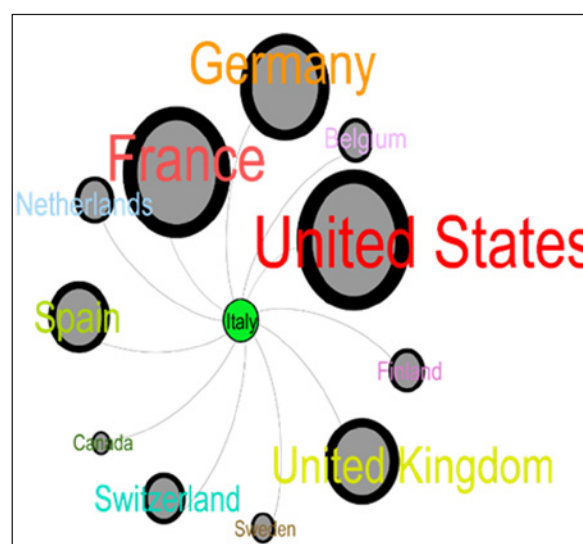 Germany
Belgium
France
Netherlands
United States
Spain
Italy
Finland
Canada
United Kingdom
Switzerland
Sweden